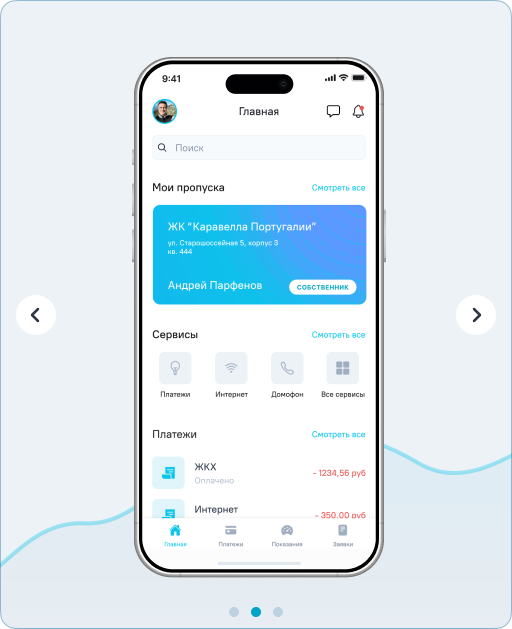 9:41
Главная
Поиск
Мои пропуска
Смотреть все
ЖК "Каравелла Португалии"
ул. Старошоссейная 5, корпус 3
кв. 444
Андрей Парфенов
СОБСТВЕННИК
Сервисы
Смотреть все
Платежи
Интернет
Домофон
Все сервисы
Платежи
Смотреть все
ЖКХ
Оплачено
- 1234,56 руб
Интернет
- 350,00 руб
Главная
Платежи
Показания
Заявки